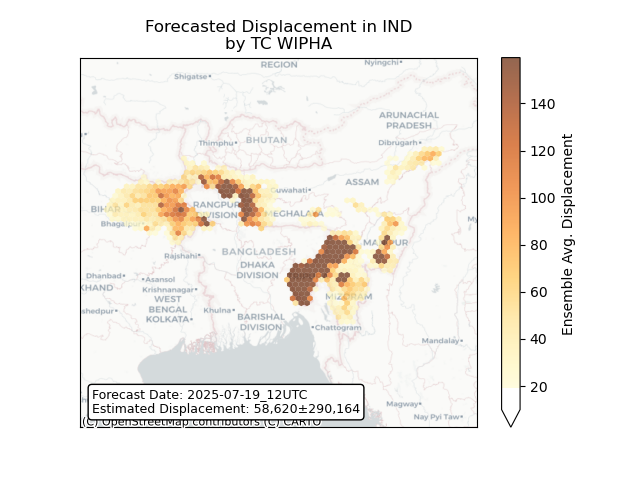 Forecasted Displacement in IND
by TC WIPHA
REGION
Nyingchi
Shigatse
ARUNACHAL
PRADESH
Thimphu
BHUTAN
Dibrugarh
ASSAM
Guwahati
RANGPUR
DIVISION
MEGHALA
BIHAR
Bhaga
BANGLADESH
MANIPUR
Rajshahi
DHAKA
DIVISION
Dhanbad
Asansol
KHAND
Krishnanagar
MIZORAM
WEST
BENGAL
KOLKATA
shedpur
Khulna
BARISHAL
DIVISION
Chattogram
Mandalay
My
Magway
Nay Pyi Taw
Forecast Date: 2025-07-19_12UTC
Estimated Displacement: 58,620±290,164
(C) OpenStreetMap contributors (C) CARTO
140
120
100
80
60
40
20
Ensemble Avg. Displacement